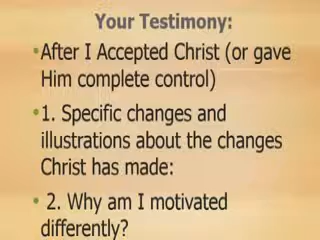 Your Testimony:
•After I Accepted Christ (or gave
Him complete control)
•1. Specific changes and
illustrations about the changes
Christ has made:
• 2. Why am I motivated
differently?